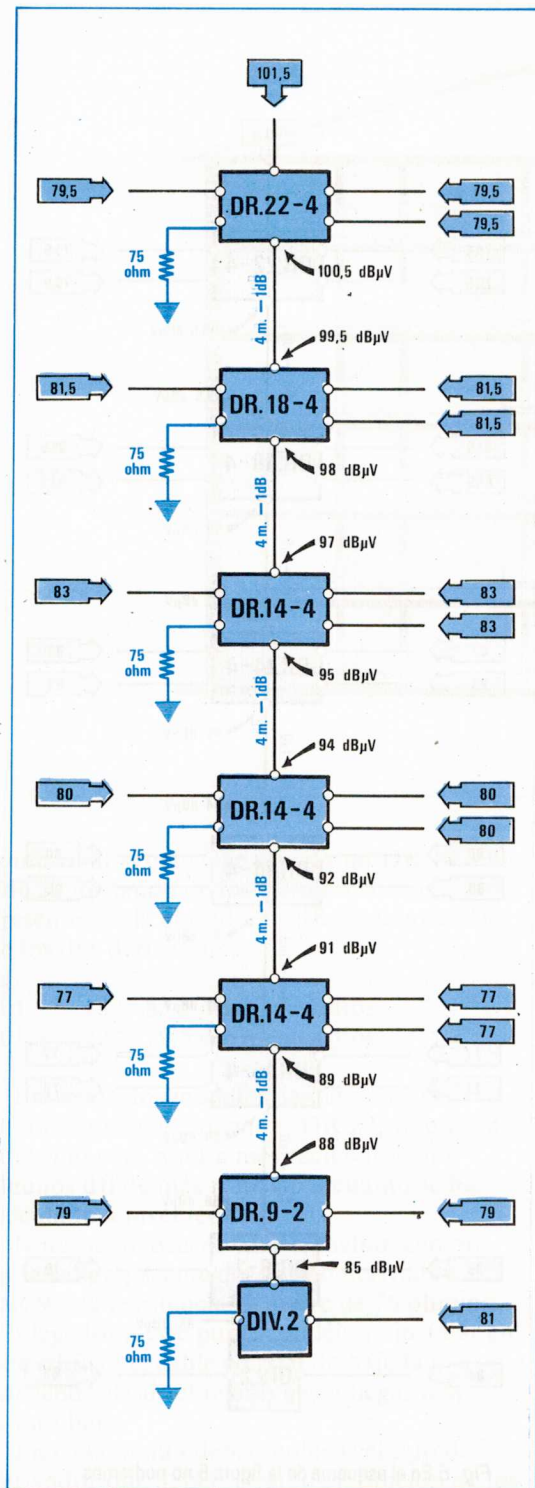 101,5
79,5
DR.22-4
79,5
79,5
75
ohm
100,5 dBµV
4 m. – 1dB
99,5 dBµV
81,5
DR.18-4
81,5
81,5
75
ohm
98 dBµV
4 m. – 1dB
97 dBµV
83
DR.14-4
83
83
75
ohm
95 dBµV
4 m. – 1dB
94 dBµV
80
DR.14-4
80
80
75
ohm
92 dBµV
4 m. – 1dB
91 dBµV
77
DR.14-4
77
77
75
ohm
89 dBµV
4 m. – 1dB
88 dBµV
79
DR.9-2
79
85 dBµV
75
ohm
DIV.2
81